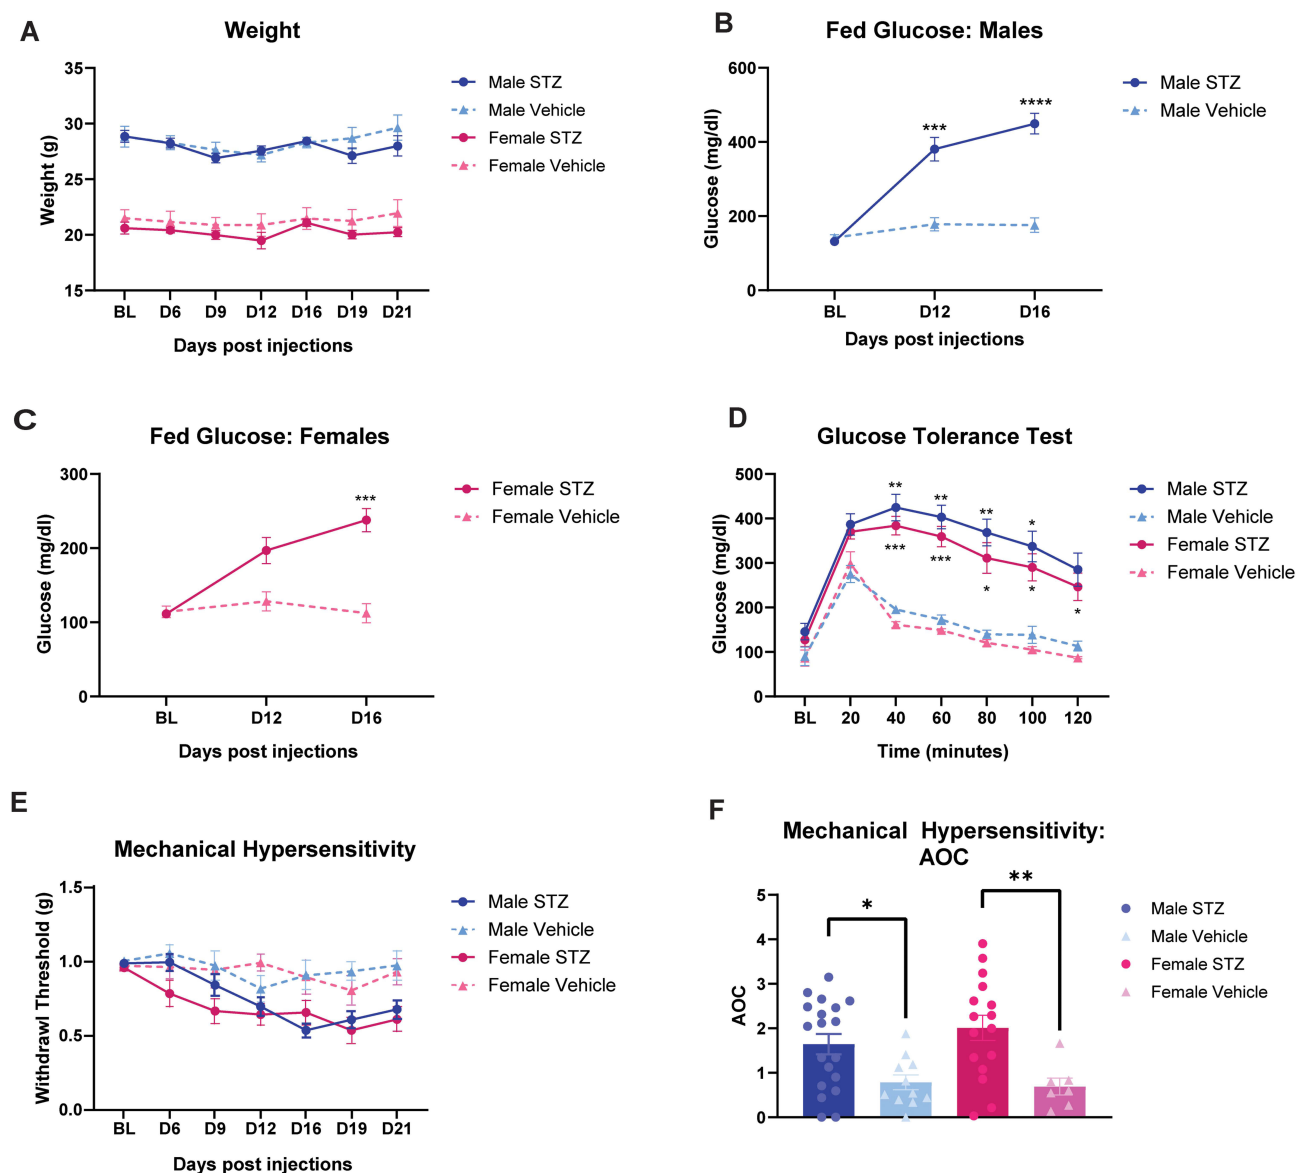 A
Weight
35
30
25
20
15
Weight (g)
BL D6 D9 D12 D16 D19 D21
Days post injections
Male STZ
Male Vehicle
Female STZ
Female Vehicle
B
Fed Glucose: Males
600
400
200
0
Glucose (mg/dl)
***
****
BL D12 D16
Days post injections
Male STZ
Male Vehicle
C
Fed Glucose: Females
300
200
100
0
Glucose (mg/dl)
***
BL D12 D16
Days post injections
Female STZ
Female Vehicle
D
Glucose Tolerance Test
500
400
300
200
100
0
Glucose (mg/dl)
** ** ** *
*** *** * * *
BL 20 40 60 80 100 120
Time (minutes)
Male STZ
Male Vehicle
Female STZ
Female Vehicle
E
Mechanical Hypersensitivity
1.5
1.0
0.5
0.0
Withdrawl Threshold (g)
BL D6 D9 D12 D16 D19 D21
Days post injections
Male STZ
Male Vehicle
Female STZ
Female Vehicle
F
Mechanical Hypersensitivity:
AOC
5
4
3
2
1
0
AOC
* **
Male STZ
Male Vehicle
Female STZ
Female Vehicle